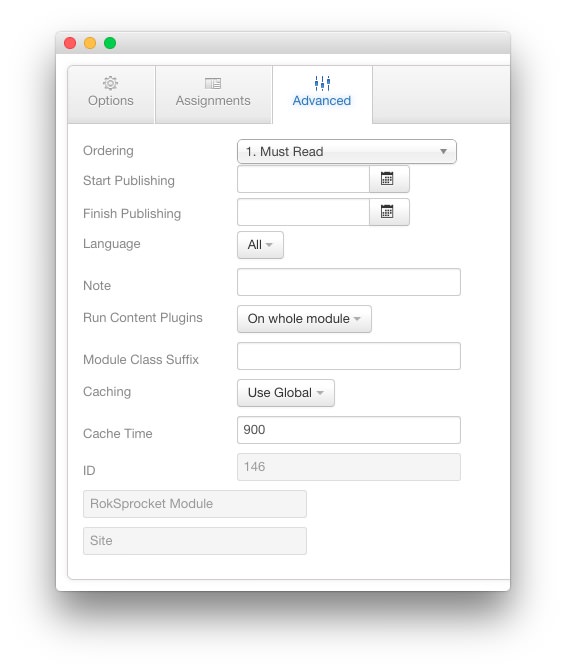 Options
Assignments
Advanced
Ordering
1. Must Read
Start Publishing
Finish Publishing
Language
All
Note
Run Content Plugins
On whole module
Module Class Suffix
Caching
Use Global
Cache Time
900
ID
146
RokSprocket Module
Site